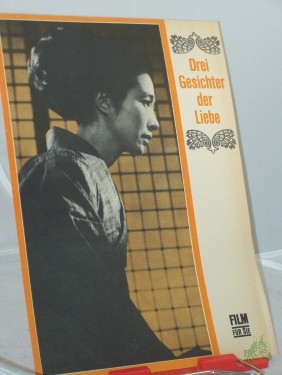 Drei
Gesichter
der
Liebe
FILM
FÜR SIE